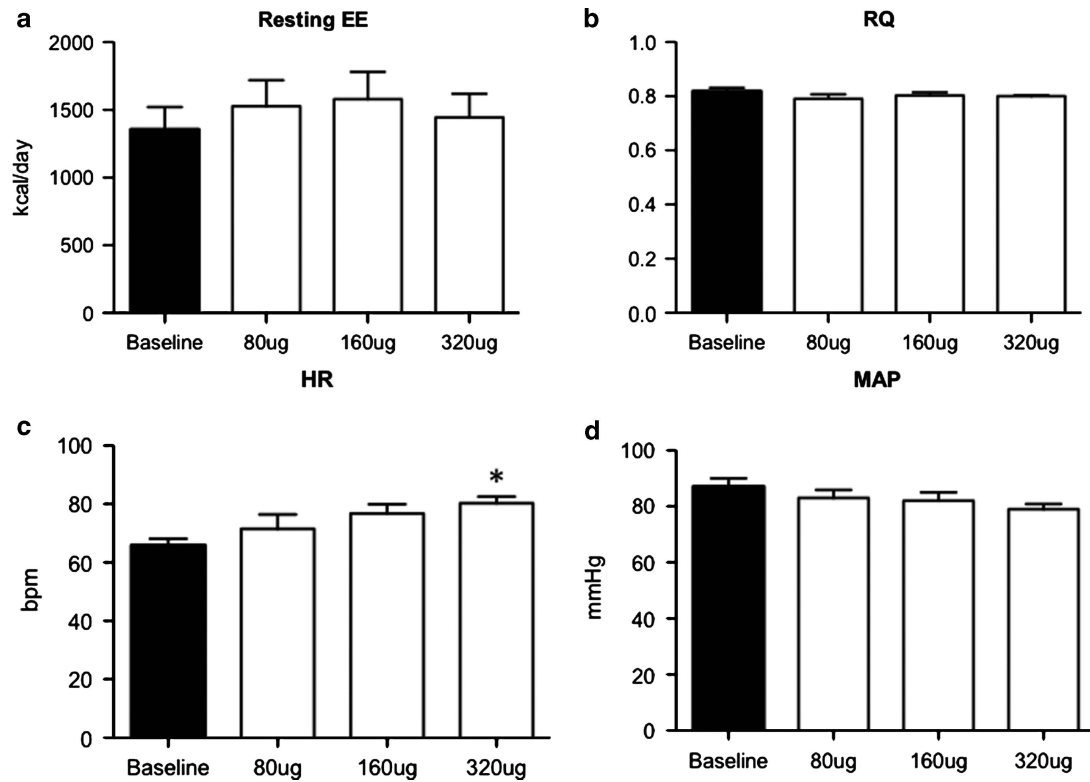 a
Resting EE
2000
1500
1000
500
0
kcal/day
Baseline 80ug 160ug 320ug
b
RQ
1.0
0.8
0.6
0.4
0.2
0.0
Baseline 80ug 160ug 320ug
c
HR
100
80
60
40
20
0
bpm
*
Baseline 80ug 160ug 320ug
d
MAP
100
80
60
40
20
0
mmHg
Baseline 80ug 160ug 320ug